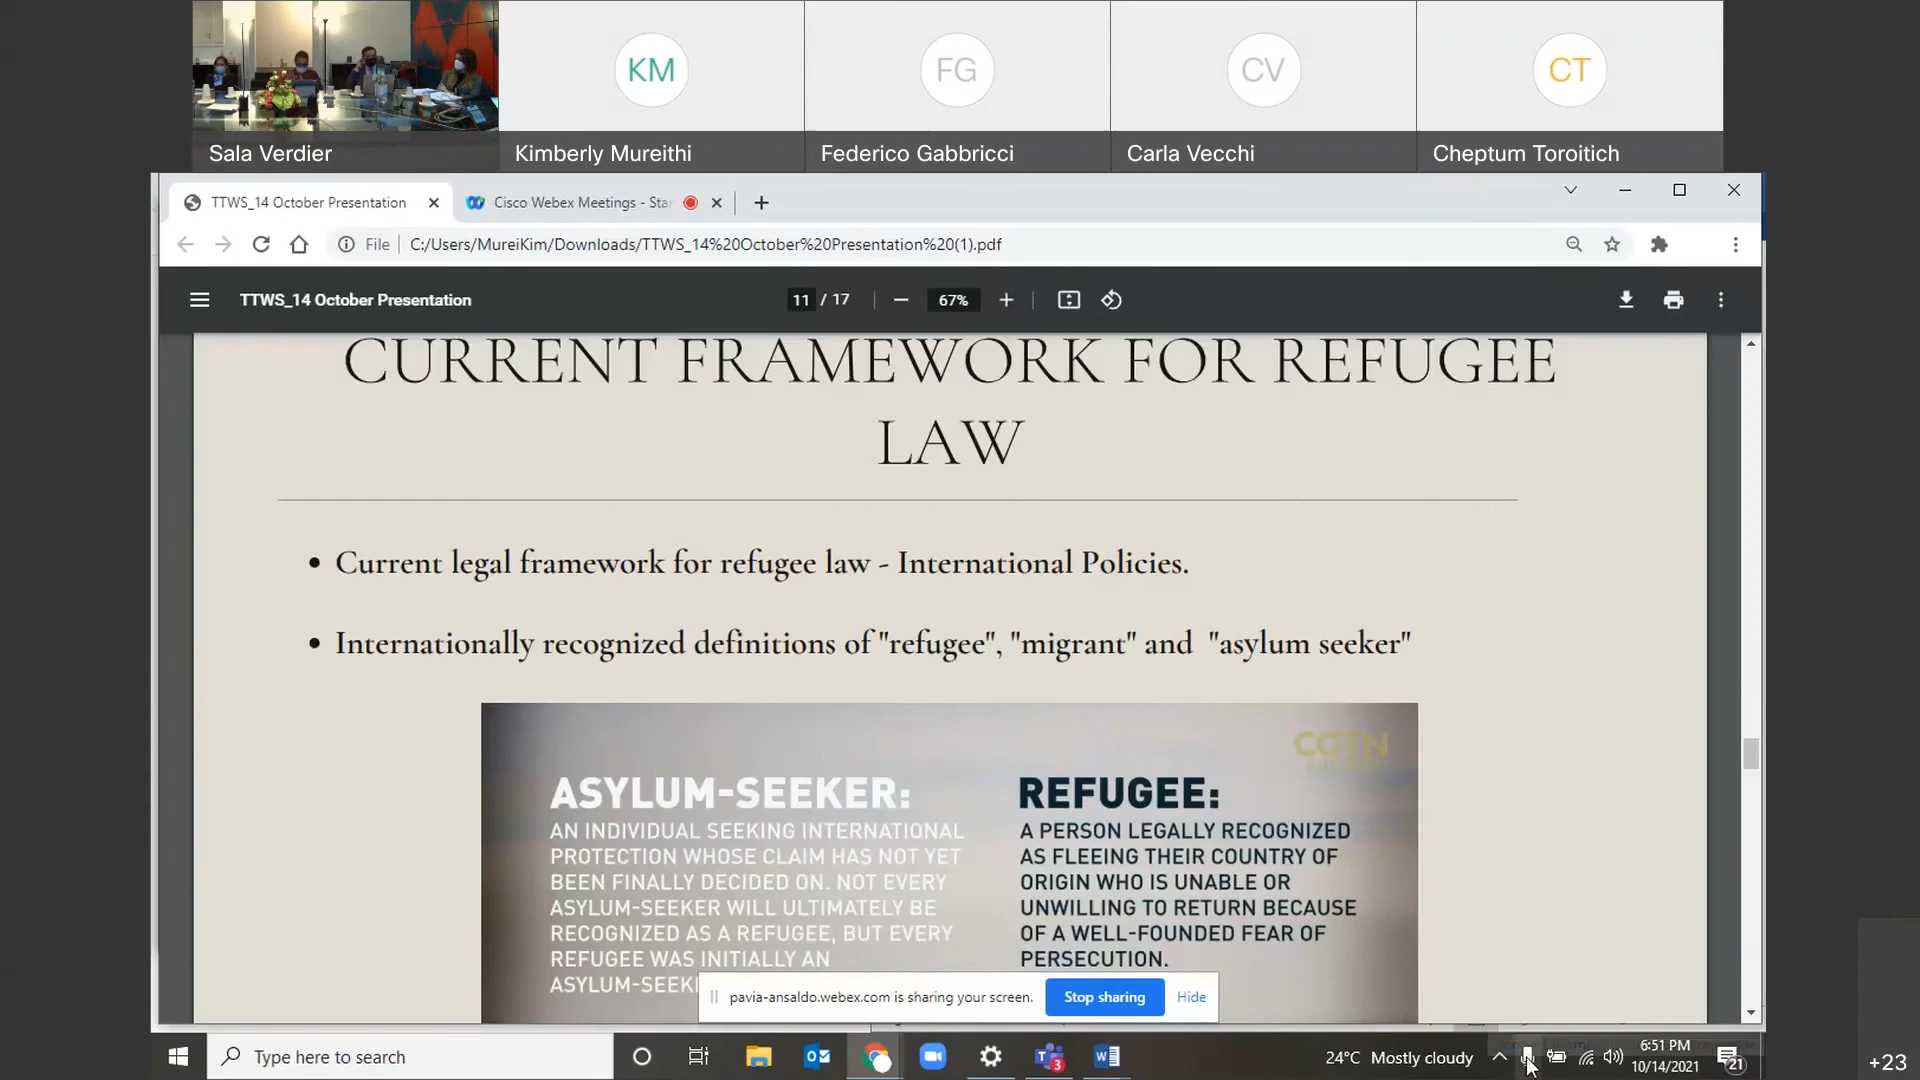 KM
FG
CV
CT
Sala Verdier
Kimberly Mureithi
Federico Gabbricci
Carla Vecchi
Cheptum Toroitich
TTWS_14 October Presentation
Cisco Webex Meetings - Star
File
C:/Users/MureiKim/Downloads/TTWS_14%20October%20Presentation%20(1).pdf
TTWS_14 October Presentation
11 / 17
67%
CURRENT FRAMEWORK FOR REFUGEE
LAW
• Current legal framework for refugee law - International Policies.
• Internationally recognized definitions of "refugee", "migrant" and "asylum seeker"
CGTN
ASYLUM-SEEKER:
AN INDIVIDUAL SEEKING INTERNATIONAL
PROTECTION WHOSE CLAIM HAS NOT YET
BEEN FINALLY DECIDED ON. NOT EVERY
ASYLUM-SEEKER WILL ULTIMATELY BE
RECOGNIZED AS A REFUGEE, BUT EVERY
REFUGEE WAS INITIALLY AN
ASYLUM-SEEK
REFUGEE:
A PERSON LEGALLY RECOGNIZED
AS FLEEING THEIR COUNTRY OF
ORIGIN WHO IS UNABLE OR
UNWILLING TO RETURN BECAUSE
OF A WELL-FOUNDED FEAR OF
PERSECUTION.
pavia-ansaldo.webex.com is sharing your screen.
Stop sharing
Hide
Type here to search
3
24°C Mostly cloudy
6:51 PM
10/14/2021
21
+23